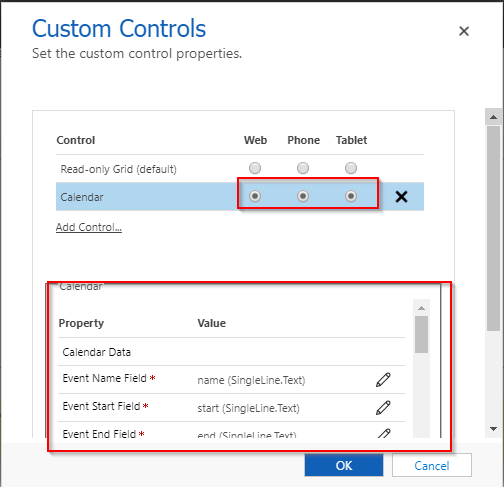 Custom Controls
Set the custom control properties.
Control Web Phone Tablet
Read-only Grid (default)
Calendar
Add Control...
Calendar
Property Value
Calendar Data
Event Name Field * name (SingleLine.Text)
Event Start Field * start (SingleLine.Text)
Event End Field * end (SingleLine.Text)
OK Cancel